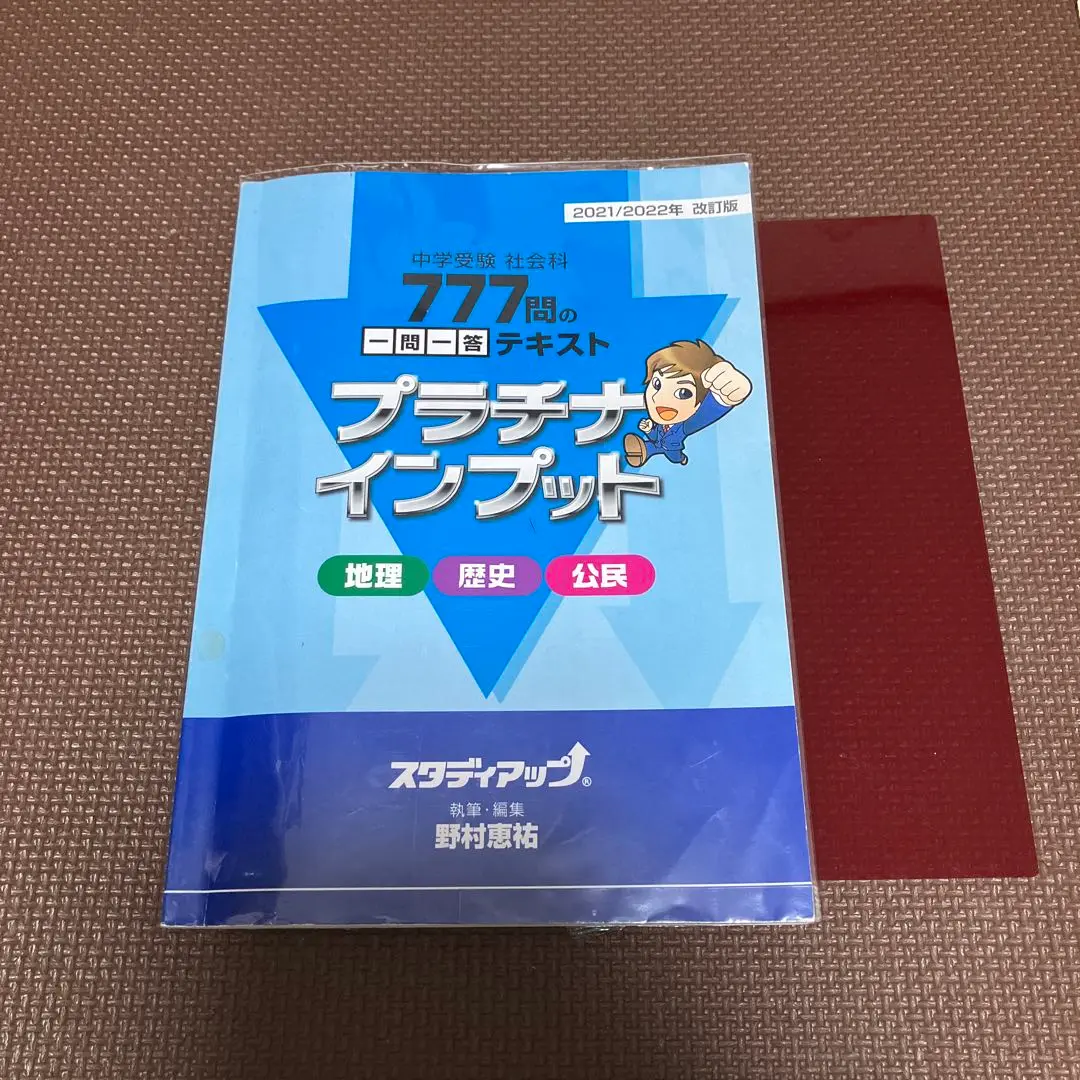 2021/2022年 改訂版
中学受験 社会科
777問の
一問一答 テキスト
プラチナ
インプット
地理 歴史 公民
スタディアップ®
執筆・編集
野村恵祐